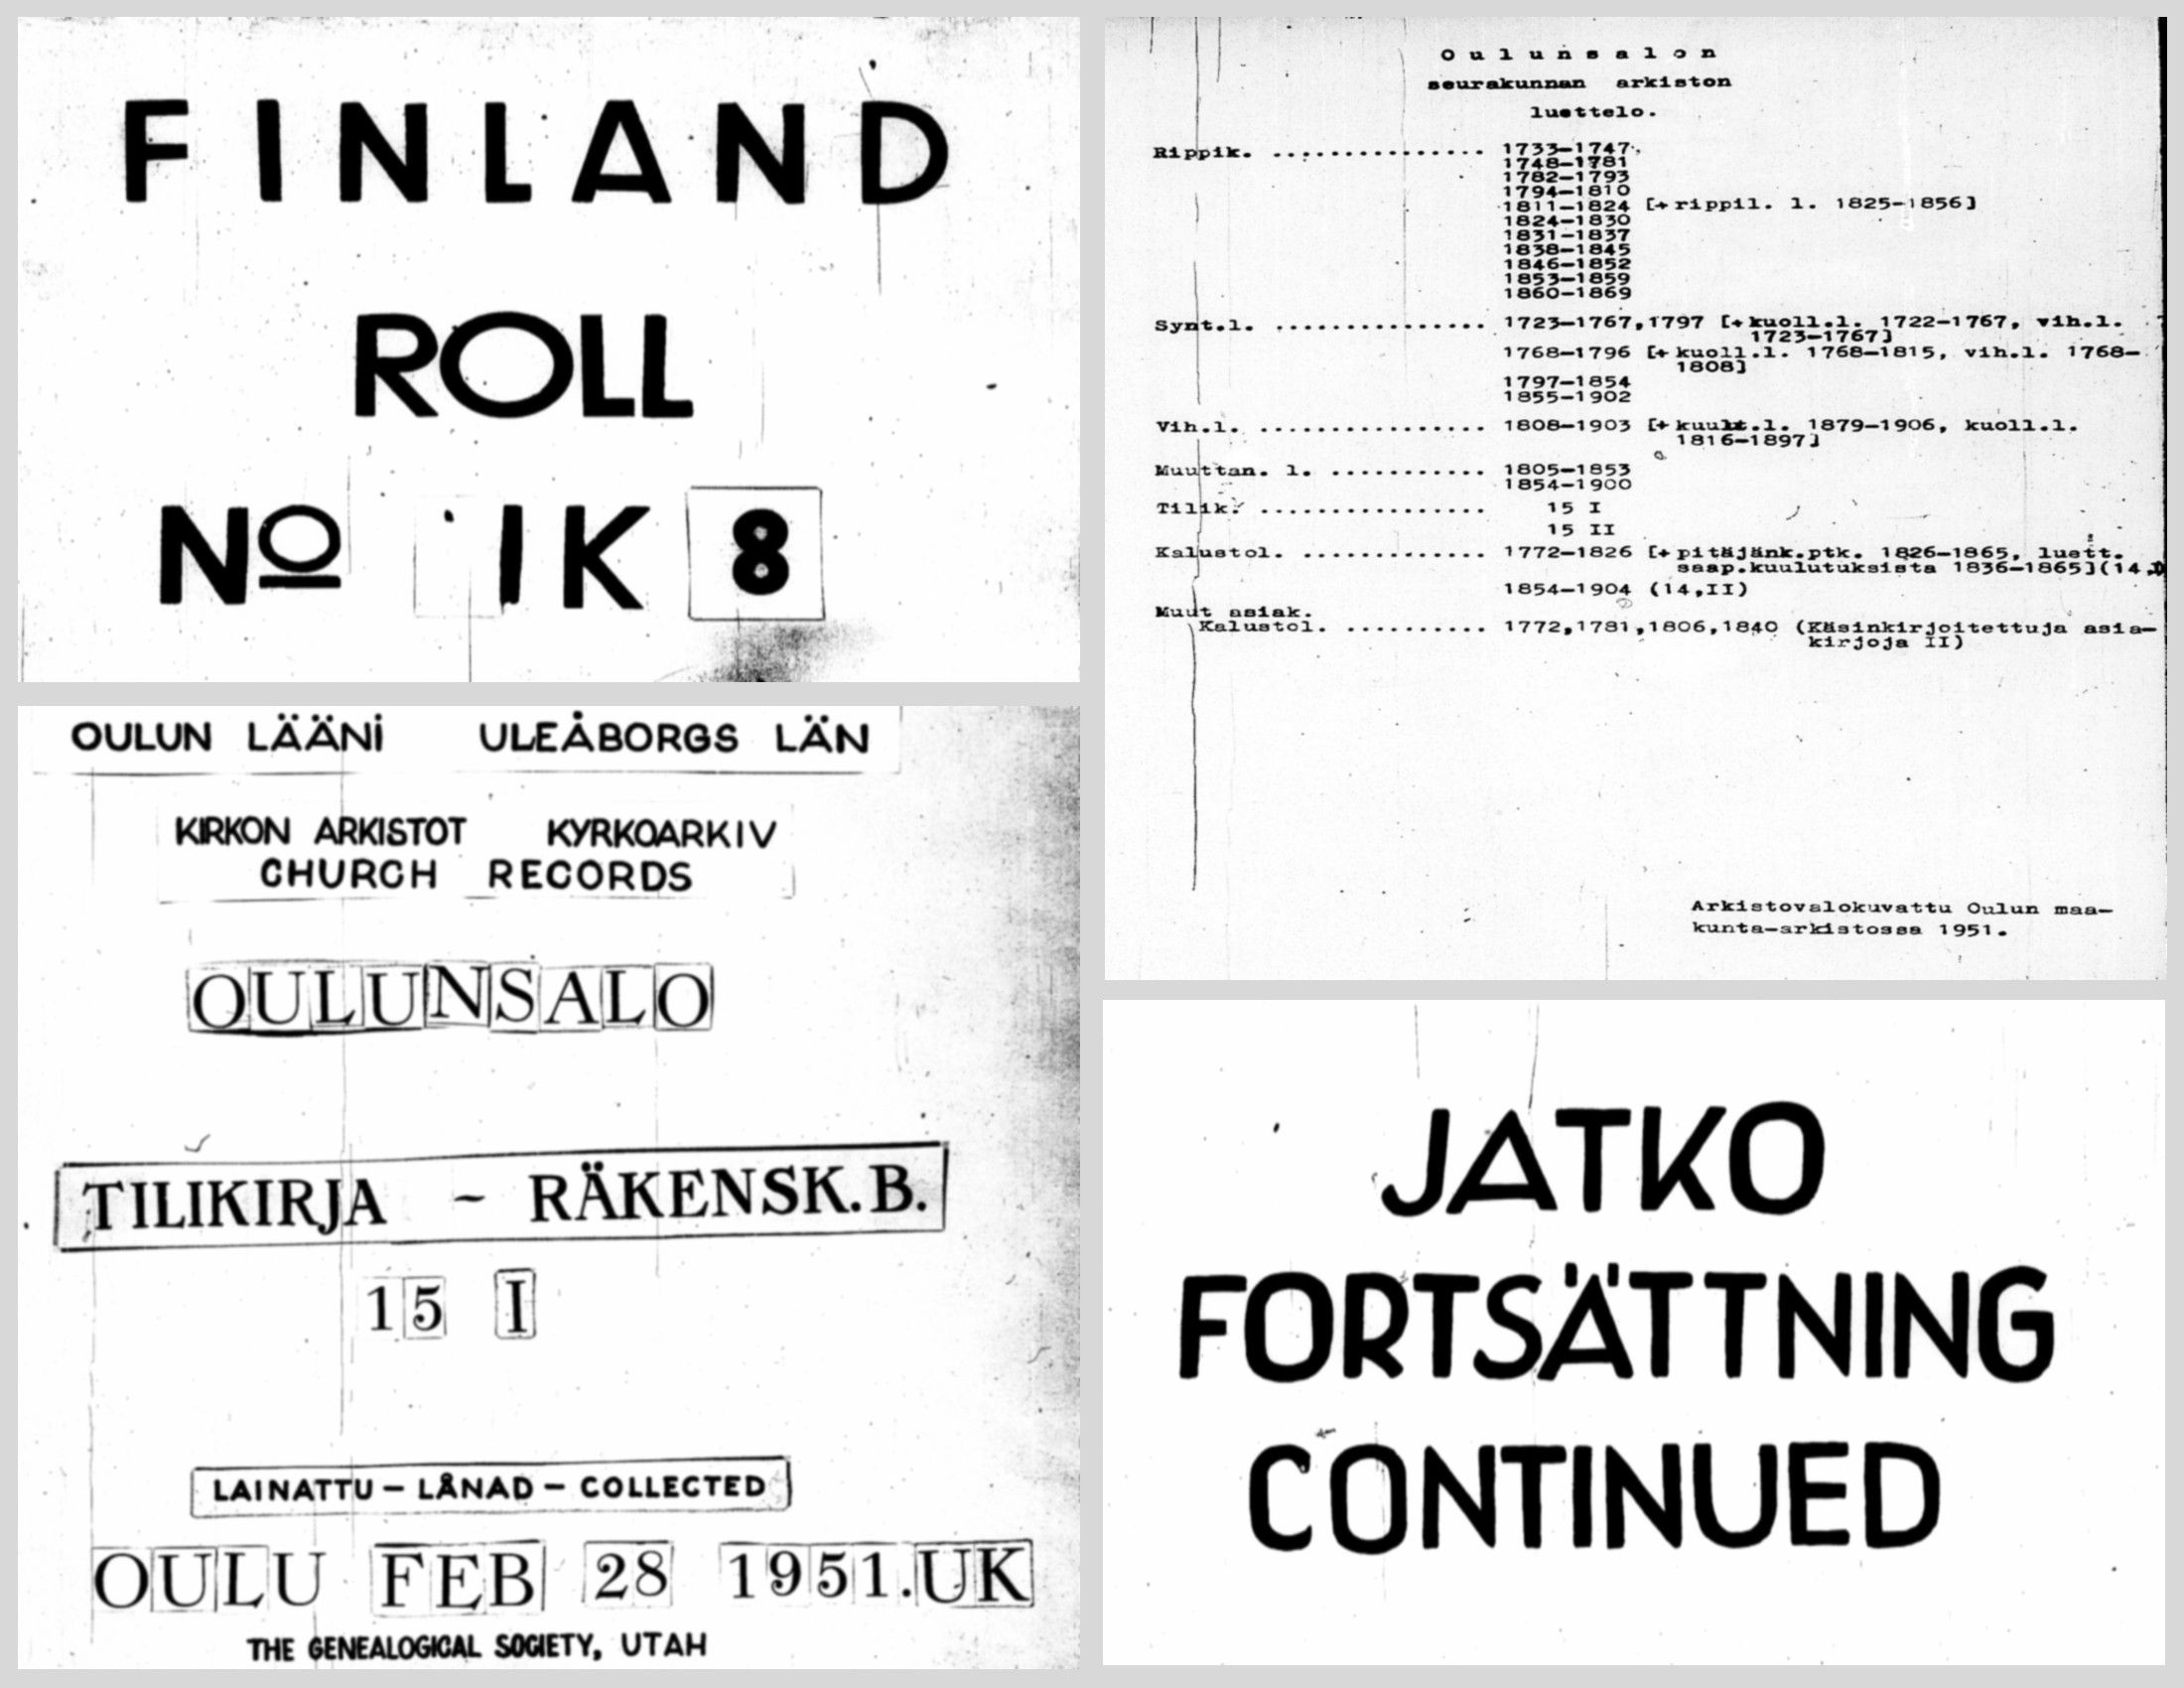 FINLAND
ROLL
No 1K 8
OULUN LÄÄNI ULEÅBORGS LÄN
KIRKON ARKISTOT KYRKOARKIV
CHURCH RECORDS
OULUNSALO
TILIKIRJA - RÄKENSK.B.
15 I
LAINATTU - LÅNAD - COLLECTED
OULU FEB 28 1951.UK
THE GENEALOGICAL SOCIETY, UTAH
Oulunsalon
seurakunnan arkiston
luettelo.
Rippik. ............... 1733-1747
1748-1781
1782-1793
1794-1810
1811-1824 [+rippil. l. 1825-1856]
1824-1830
1831-1837
1838-1845
1846-1852
1853-1859
1860-1869
Synt.l. ............... 1723-1767,1797 [+kuoll.l. 1722-1767, vih.l.
1723-1767]
1768-1796 [+kuoll.l. 1768-1815, vih.l. 1768-
1808]
1797-1854
1855-1902
Vih.l. ................ 1808-1903 [+kuult.l. 1879-1906, kuoll.l.
1816-1897]
Muuttan. l. ........... 1805-1853
1854-1900
Tilik. ................ 15 I
15 II
Kalustol. ............. 1772-1826 [+pitäjänk.ptk. 1826-1865, luett.
saap.kuulutuksista 1836-1865](14,I)
1854-1904 (14,II)
Muut asiak.
Kalustol. .......... 1772,1781,1806,1840 (Käsinkirjoitettuja asia-
kirjoja II)
Arkistovalokuvattu Oulun maa-
kunta-arkistossa 1951.
JATKO
FORTSÄTTNING
CONTINUED